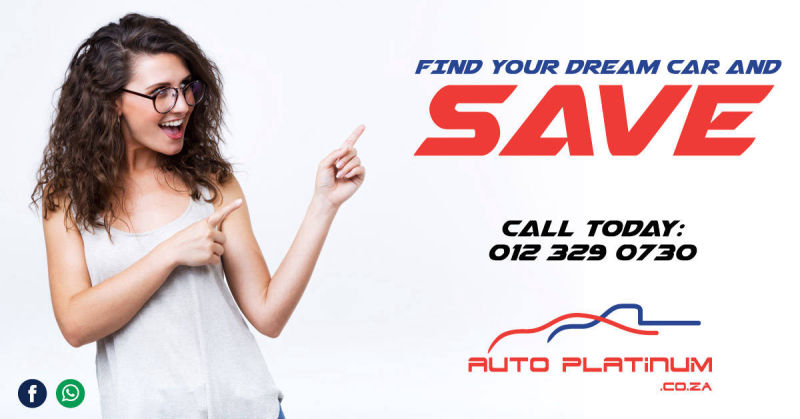 FIND YOUR DREAM CAR AND
SAVE
CALL TODAY:
012 329 0730
AUTO PLATINUM
.CO.ZA